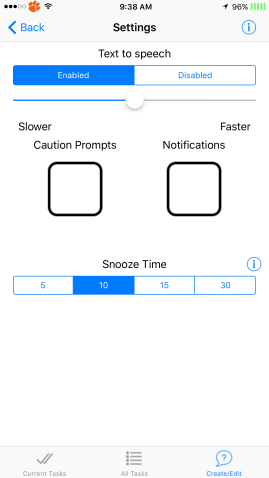 9:38 AM 96%
Back Settings
Text to speech
Enabled Disabled
Slower Faster
Caution Prompts Notifications
Snooze Time
5 10 15 30
Current Tasks All Tasks Create/Edit